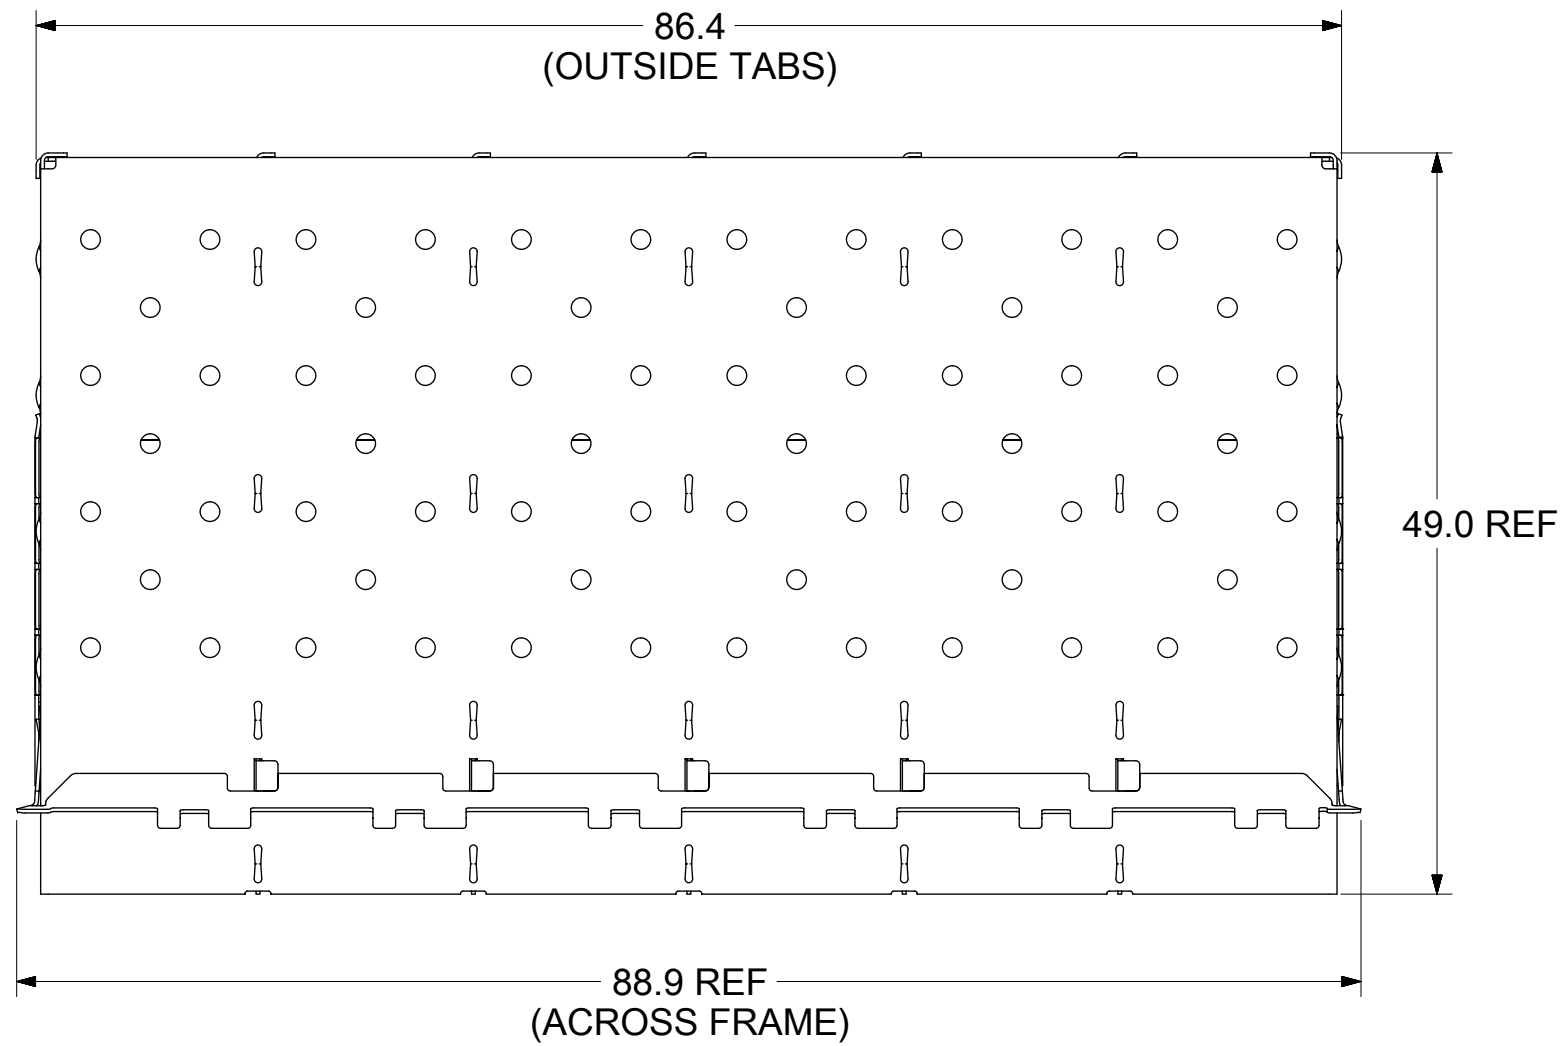 86.4
(OUTSIDE TABS)
49.0 REF
88.9 REF
(ACROSS FRAME)